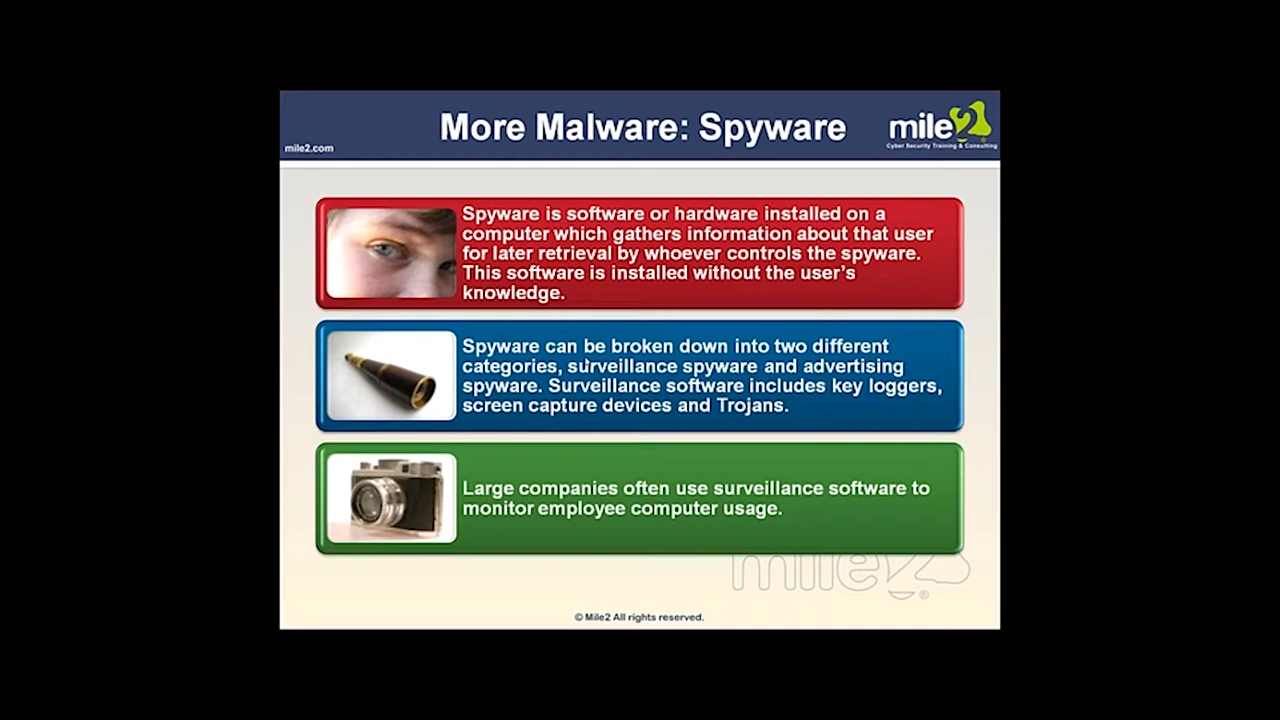 More Malware: Spyware
mile2
Cyber Security Training & Consulting
mile2.com
Spyware is software or hardware installed on a
computer which gathers information about that user
for later retrieval by whoever controls the spyware.
This software is installed without the user's
knowledge.
Spyware can be broken down into two different
categories, surveillance spyware and advertising
spyware. Surveillance software includes key loggers,
screen capture devices and Trojans.
Large companies often use surveillance software to
monitor employee computer usage.
mile2®
© Mile2 All rights reserved.